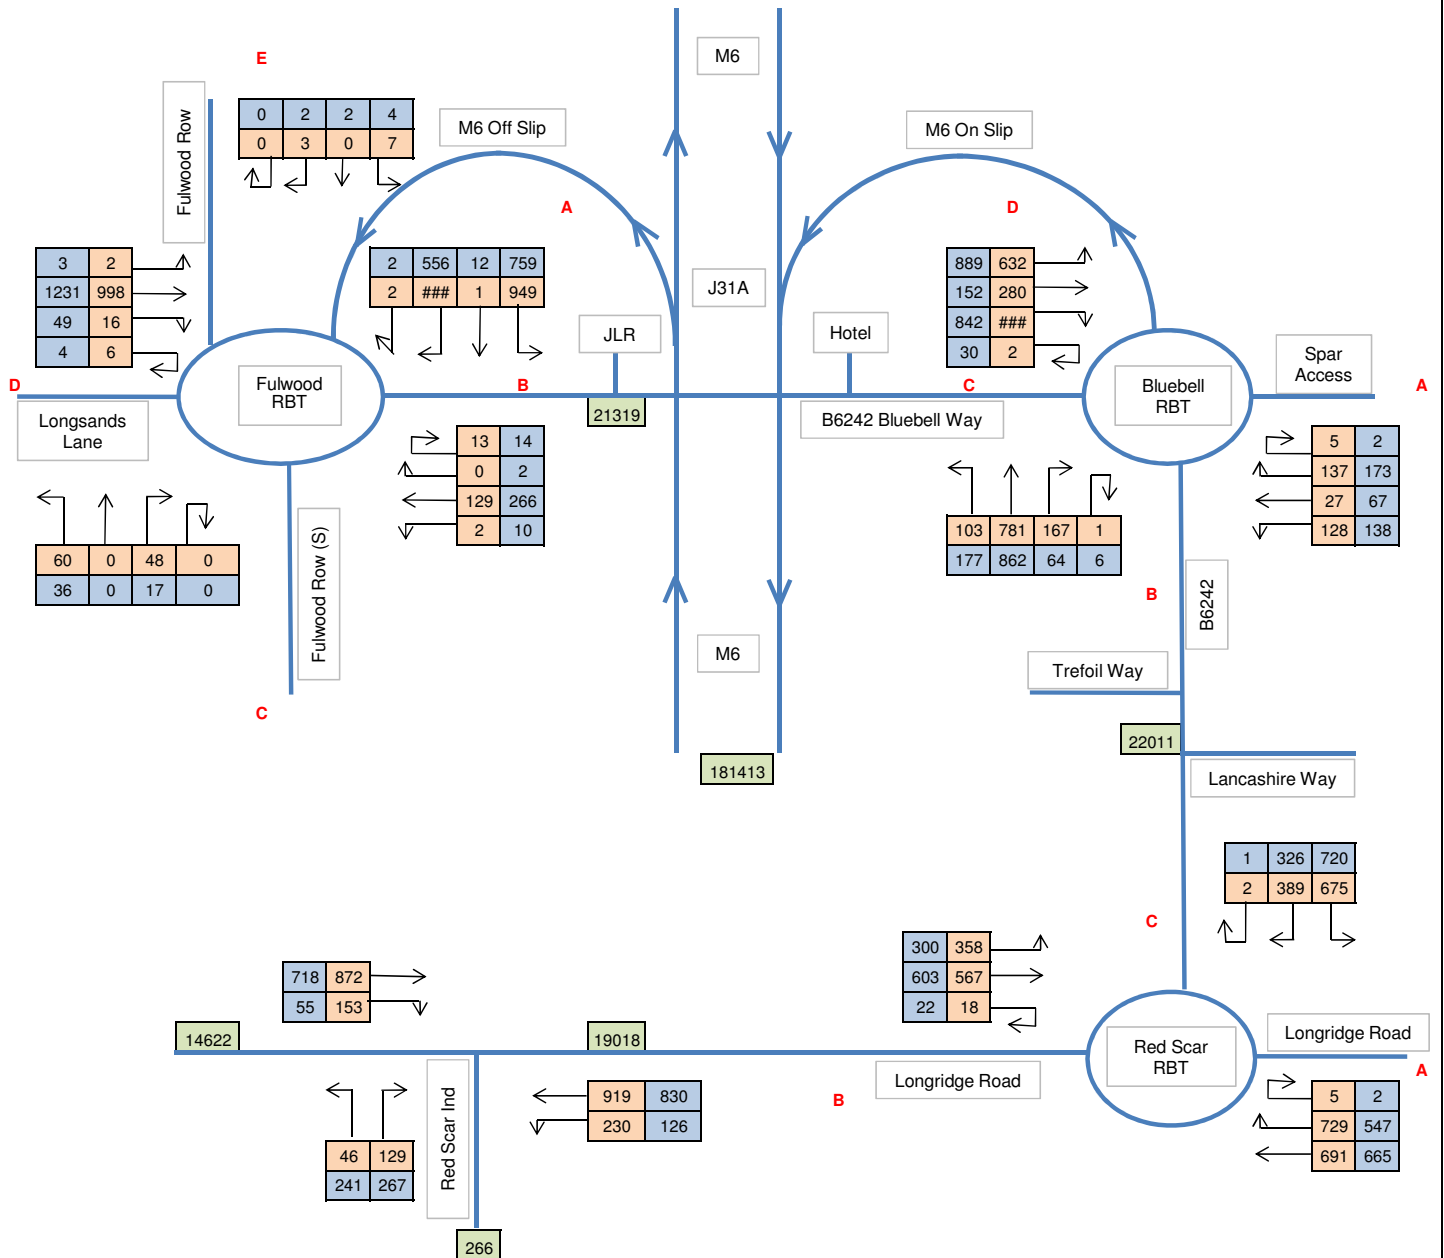 M6
E
Fulwood Row
0 2 2 4
0 3 0 7
M6 Off Slip
M6 On Slip
A
D
3 2
1231 998
49 16
4 6
2 556 12 759
2 ### 1 949
J31A
889 632
152 280
842 ###
30 2
JLR
Hotel
Spar
Access
D
Fulwood
RBT
B
C
Bluebell
RBT
A
Longsands
Lane
21319
B6242 Bluebell Way
13 14
0 2
129 266
2 10
5 2
137 173
27 67
128 138
60 0 48 0
36 0 17 0
Fulwood Row (S)
103 781 167 1
177 862 64 6
B
B6242
M6
Trefoil Way
C
22011
181413
Lancashire Way
1 326 720
2 389 675
C
300 358
603 567
22 18
718 872
55 153
14622
19018
Red Scar
RBT
Longridge Road
A
Longridge Road
B
Red Scar Ind
919 830
230 126
5 2
729 547
691 665
46 129
241 267
266